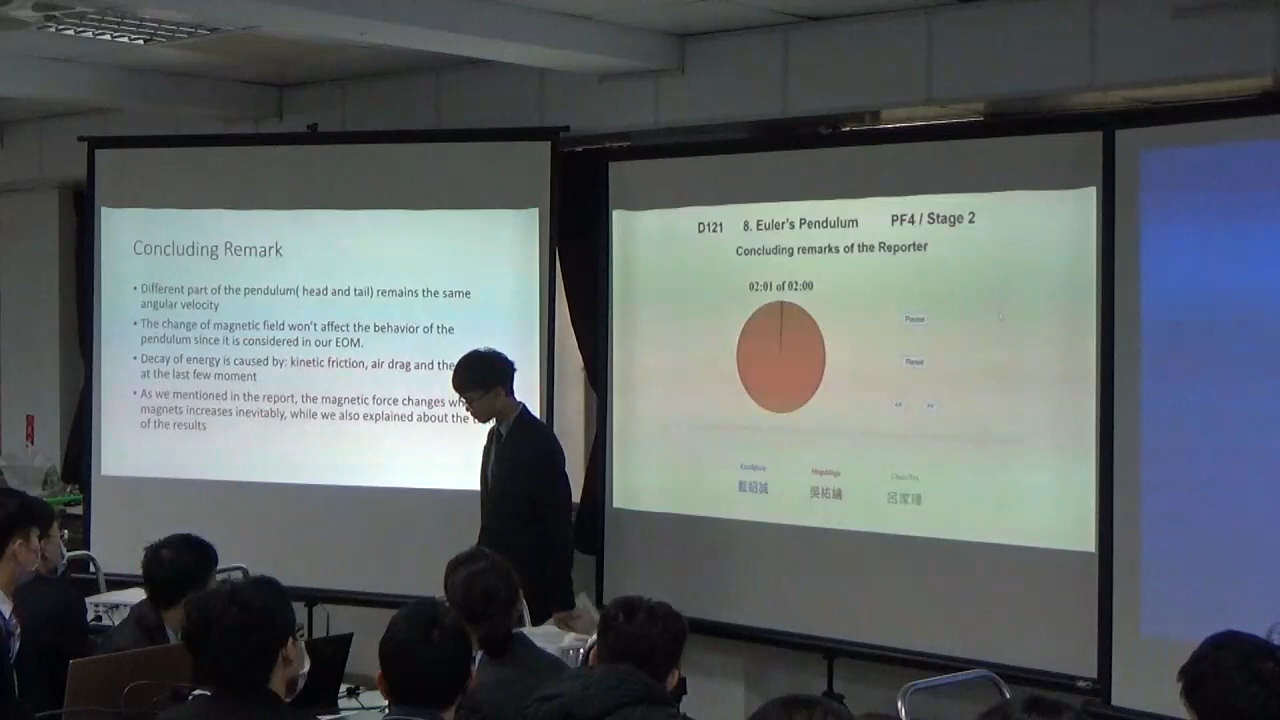 Concluding Remark
• Different part of the pendulum( head and tail) remains the same
angular velocity
• The change of magnetic field won't affect the behavior of the
pendulum since it is considered in our EOM.
• Decay of energy is caused by: kinetic friction, air drag and the
at the last few moment
• As we mentioned in the report, the magnetic force changes
magnets increases inevitably, while we also explained about the
of the results
D121 8. Euler's Pendulum PF4 / Stage 2
Concluding remarks of the Reporter
02:01 of 02:00
Pause
Reset
藍紹誠 吳祐綸 呂家瑋